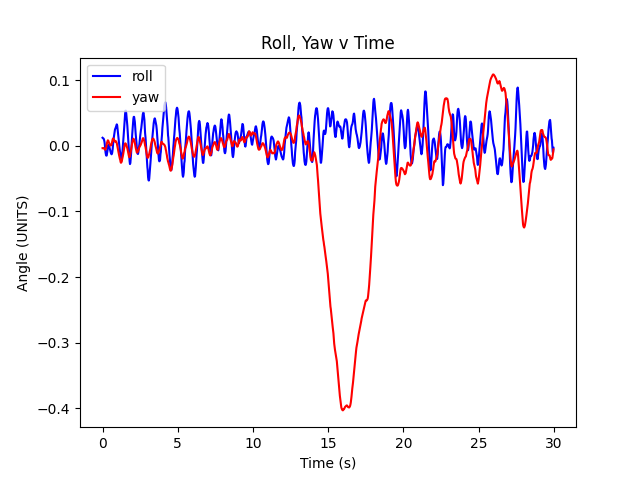 Roll, Yaw v Time
roll
yaw
0.1
0.0
−0.1
−0.2
−0.3
−0.4
Angle (UNITS)
0 5 10 15 20 25 30
Time (s)